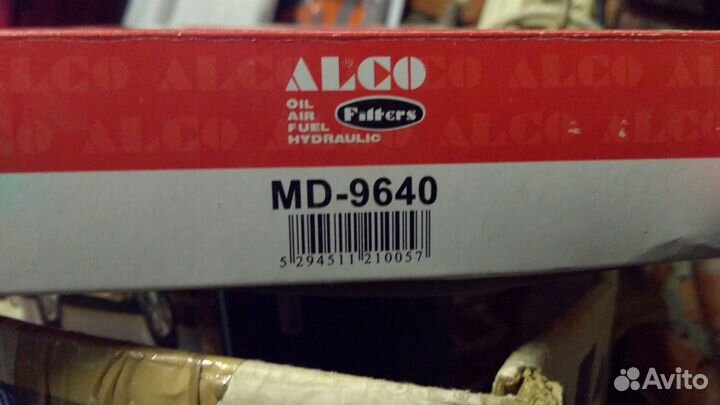 ALCO
OIL
AIR
FUEL
HYDRAULIC
Filters
MD-9640
5 294511 210057
Avito